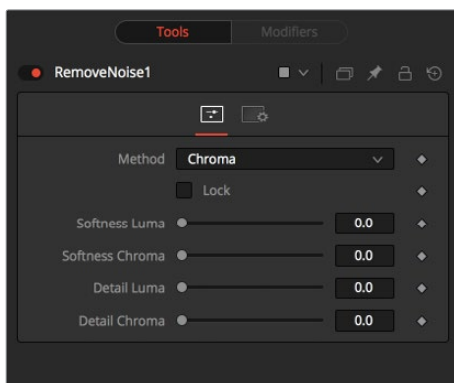 Tools Modifiers
RemoveNoise1
Method Chroma
Lock
Softness Luma 0.0
Softness Chroma 0.0
Detail Luma 0.0
Detail Chroma 0.0